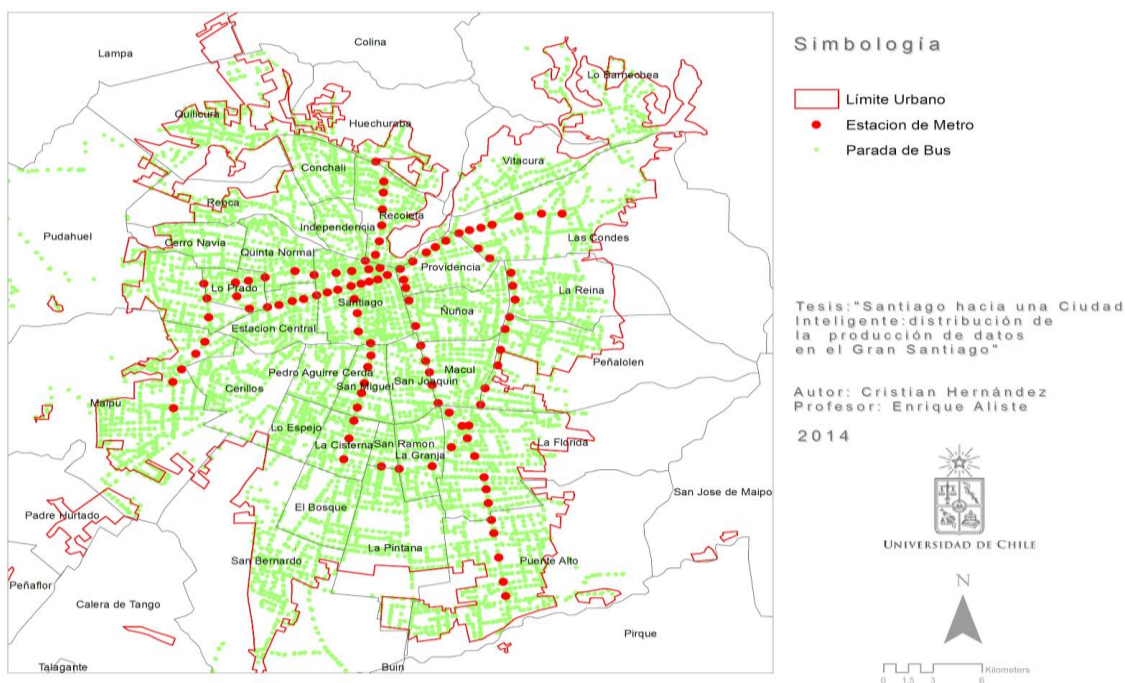 Lampa
Colina
Lo Barnechea
Quilicura
Huechuraba
Vitacura
Conchali
Renca
Recoleta
Independencia
Pudahuel
Cerro Navia
Quinta Normal
Las Condes
Providencia
Lo Prado
La Reina
Santiago
Ñuñoa
Estacion Central
Peñalolen
Pedro Aguirre Cerda
Macul
Cerillos
San Miguel
San Joaquin
Maipu
Lo Espejo
La Cisterna
San Ramon
La Florida
La Granja
San Jose de Maipo
El Bosque
Padre Hurtado
La Pintana
San Bernardo
Puente Alto
Peñaflor
Calera de Tango
Pirque
Talagante
Buin
Simbología
Límite Urbano
Estacion de Metro
Parada de Bus
Tesis:"Santiago hacia una Ciudad
Inteligente:distribución de
la producción de datos
en el Gran Santiago"
Autor: Cristian Hernández
Profesor: Enrique Aliste
2014
UNIVERSIDAD DE CHILE
N
Kilometers
0 1.5 3 6